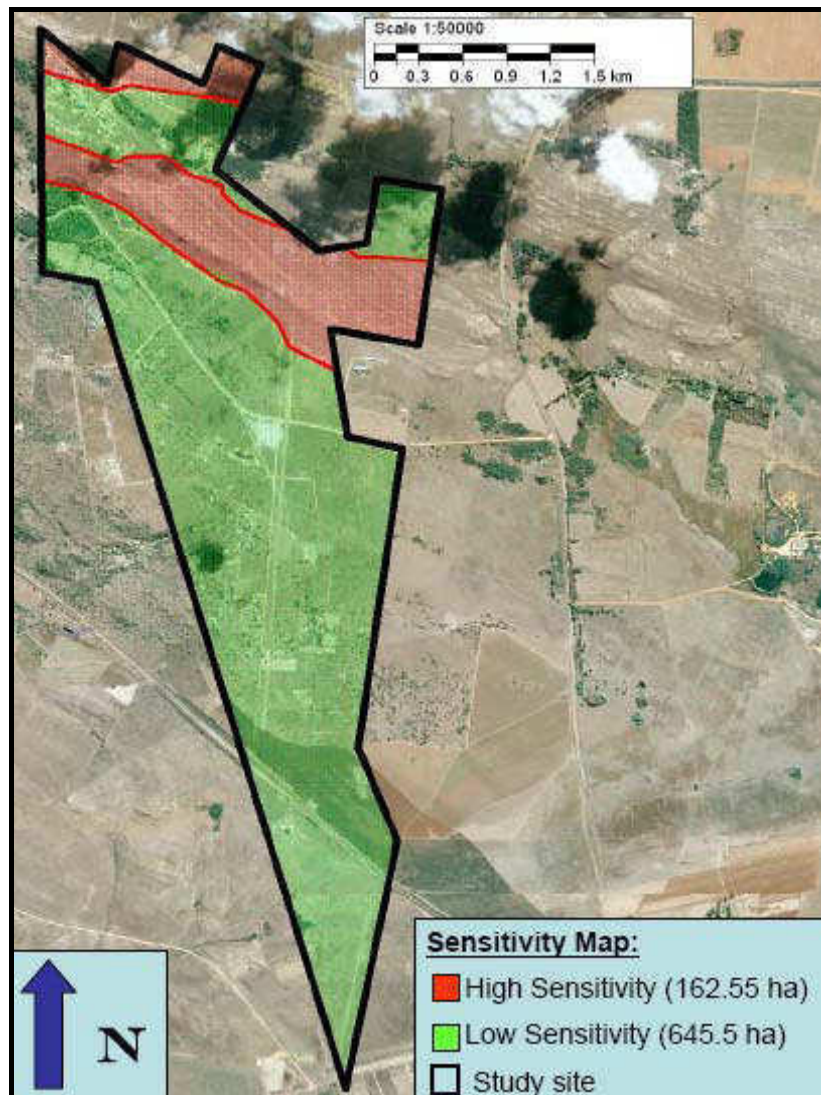 Scale 1:50000
0 0.3 0.6 0.9 1.2 1.5 km
Sensitivity Map:
High Sensitivity (162.55 ha)
Low Sensitivity (645.5 ha)
Study site
N